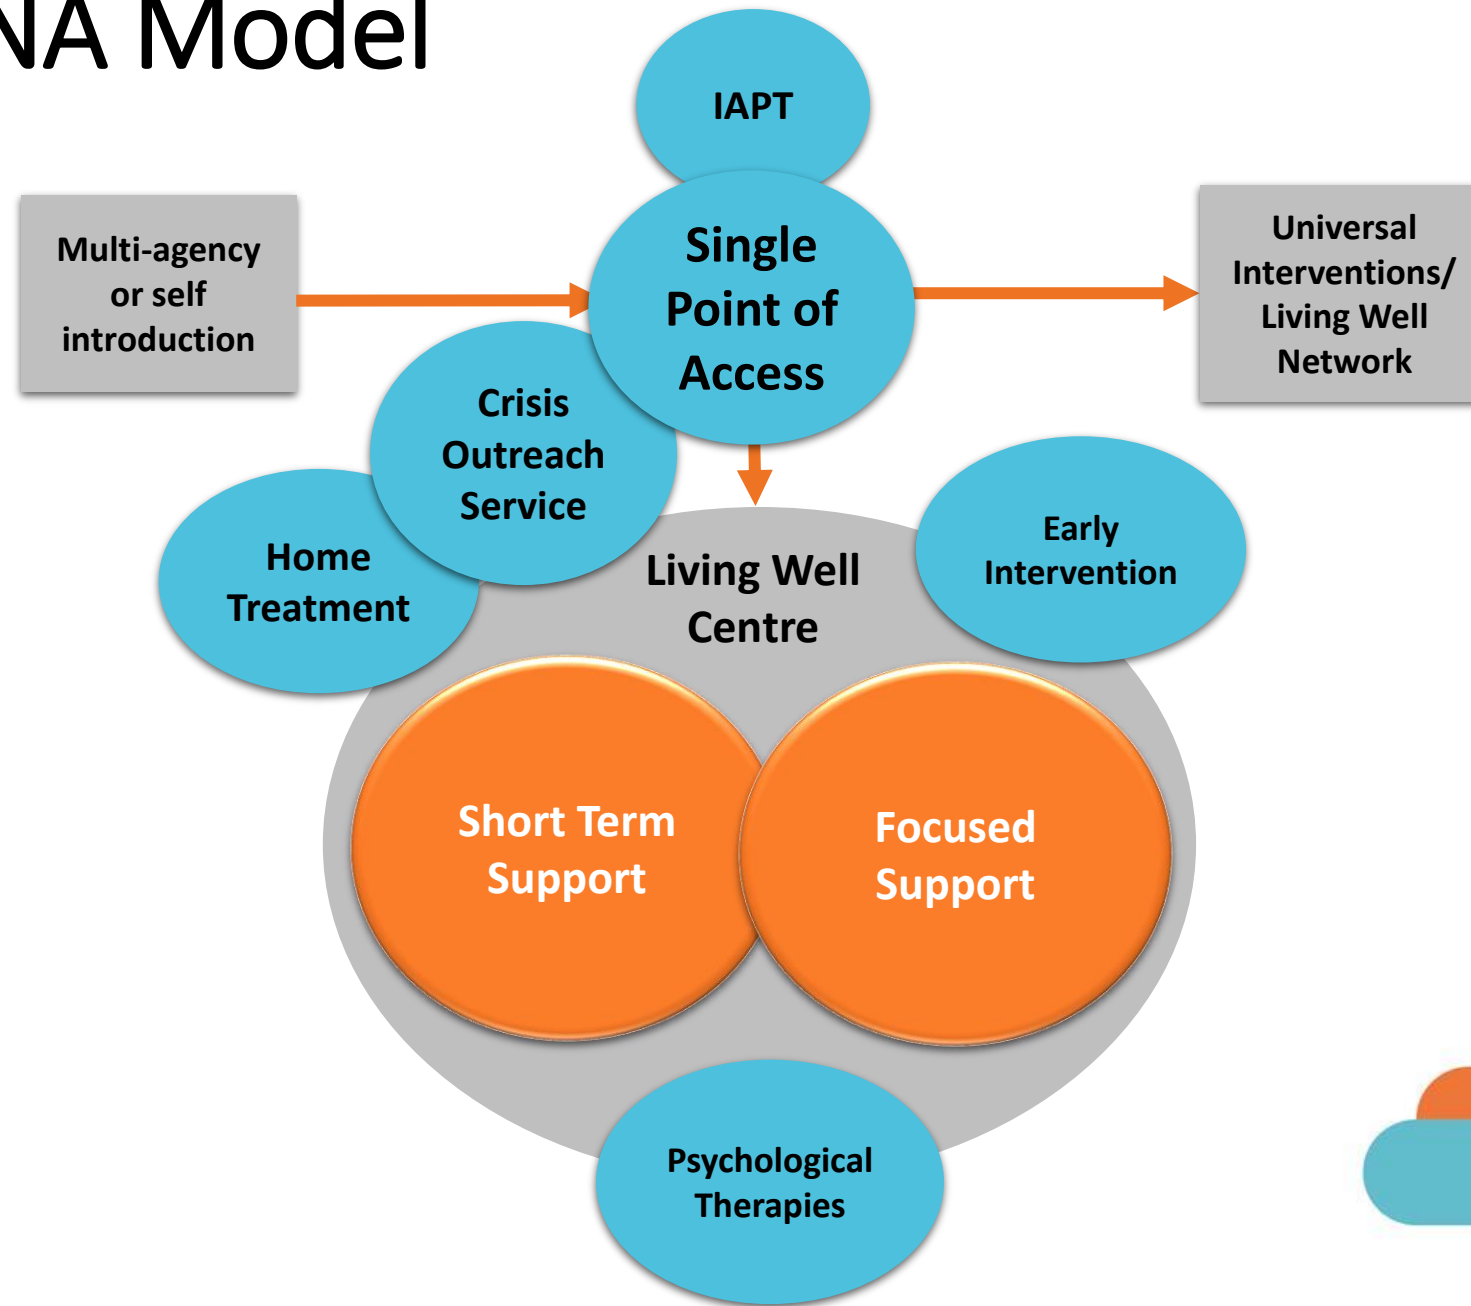 NA Model
IAPT
Multi-agency
or self
introduction
Single
Point of
Access
Universal
Interventions/
Living Well
Network
Crisis
Outreach
Service
Home
Treatment
Early
Intervention
Living Well
Centre
Short Term
Support
Focused
Support
Psychological
Therapies